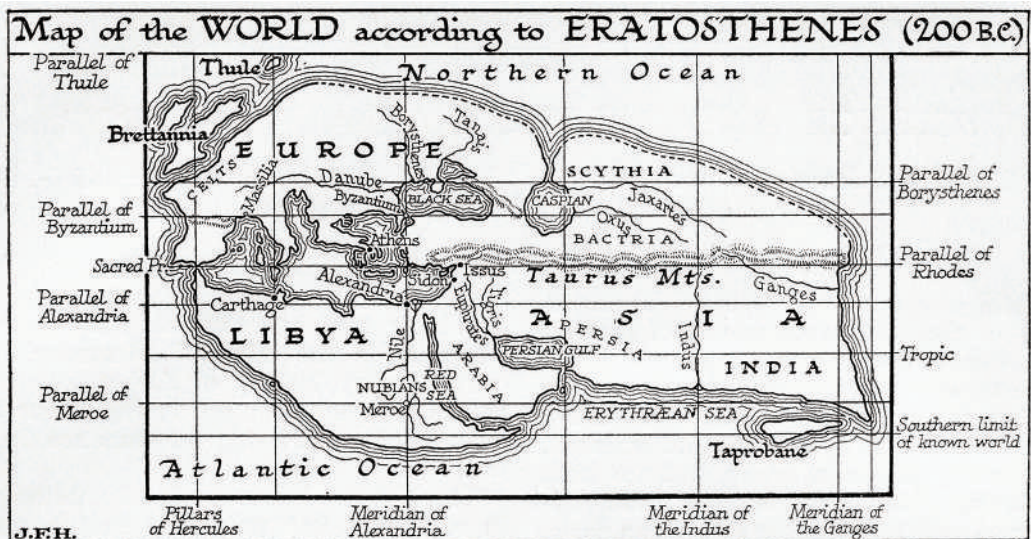 Map of the WORLD according to ERATOSTHENES (200 B.C.)
Parallel of
Thule
Thule
Northern Ocean
Brettannia
EUROPE
CELTS
Massilia
Borysthenes
Tanais
Danube
Byzantium
BLACK SEA
SCYTHIA
CASPIAN
Jaxartes
Oxus
BACTRIA
Parallel of
Borysthenes
Parallel of
Byzantium
Athens
Sacred Pr.
Issus
Taurus Mts.
Parallel of
Rhodes
Sidon
Alexandria
Carthage
Ganges
Parallel of
Alexandria
LIBYA
Nile
Euphrates
Tigris
ASIA
PERSIA
PERSIAN GULF
Indus
INDIA
Tropic
ARABIA
RED
SEA
NUBIANS
Meroe
Parallel of
Meroe
ERYTHRÆAN SEA
Southern limit
of known world
Taprobane
Atlantic Ocean
Pillars
of Hercules
Meridian of
Alexandria
Meridian of
the Indus
Meridian of
the Ganges
J.F.H.